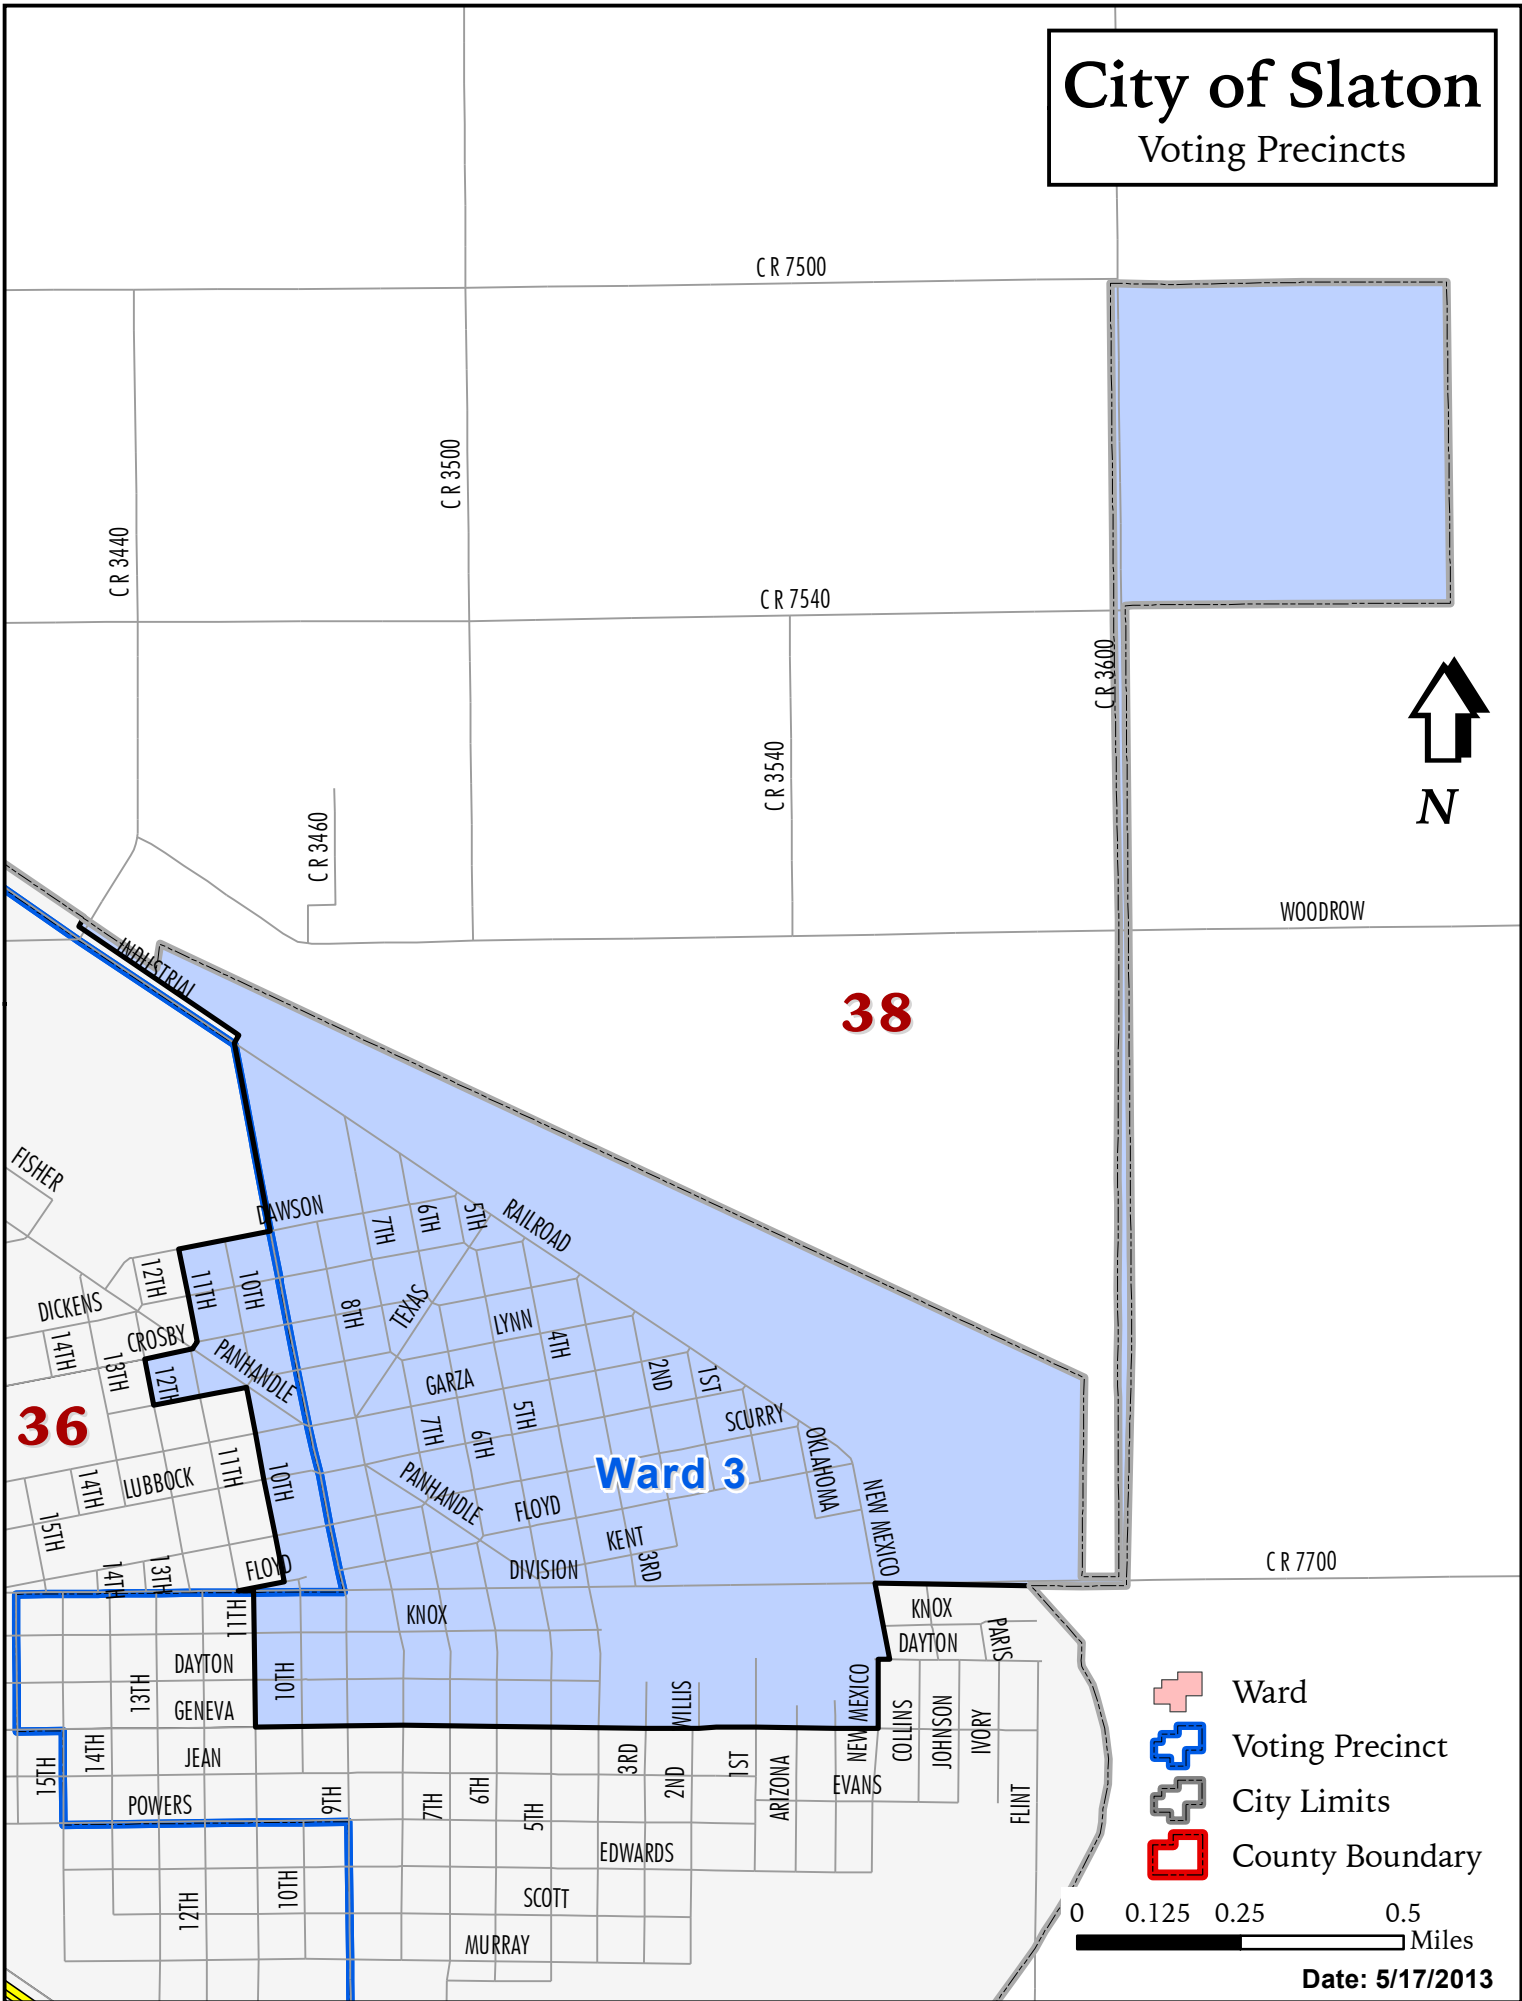 City of Slaton
Voting Precincts
C R 7500
C R 3500
C R 3440
C R 7540
C R 3600
C R 3540
C R 3460
N
WOODROW
INDUSTRIAL
38
FISHER
DAWSON
7TH
6TH
5TH
RAILROAD
12TH
11TH
10TH
DICKENS
8TH
TEXAS
LYNN
CROSBY
14TH
13TH
12TH
PANHANDLE
4TH
2ND
1ST
GARZA
36
7TH
6TH
5TH
SCURRY
OKLAHOMA
Ward 3
11TH
10TH
LUBBOCK
14TH
PANHANDLE
FLOYD
NEW MEXICO
15TH
KENT
3RD
DIVISION
FLOYD
14TH
13TH
C R 7700
11TH
KNOX
KNOX
DAYTON
PARIS
DAYTON
10TH
13TH
GENEVA
WILLIS
NEW MEXICO
COLLINS
JOHNSON
IVORY
14TH
JEAN
15TH
3RD
2ND
1ST
ARIZONA
EVANS
FLINT
POWERS
9TH
7TH
6TH
5TH
EDWARDS
12TH
10TH
SCOTT
MURRAY
Ward
Voting Precinct
City Limits
County Boundary
0 0.125 0.25 0.5
Miles
Date: 5/17/2013